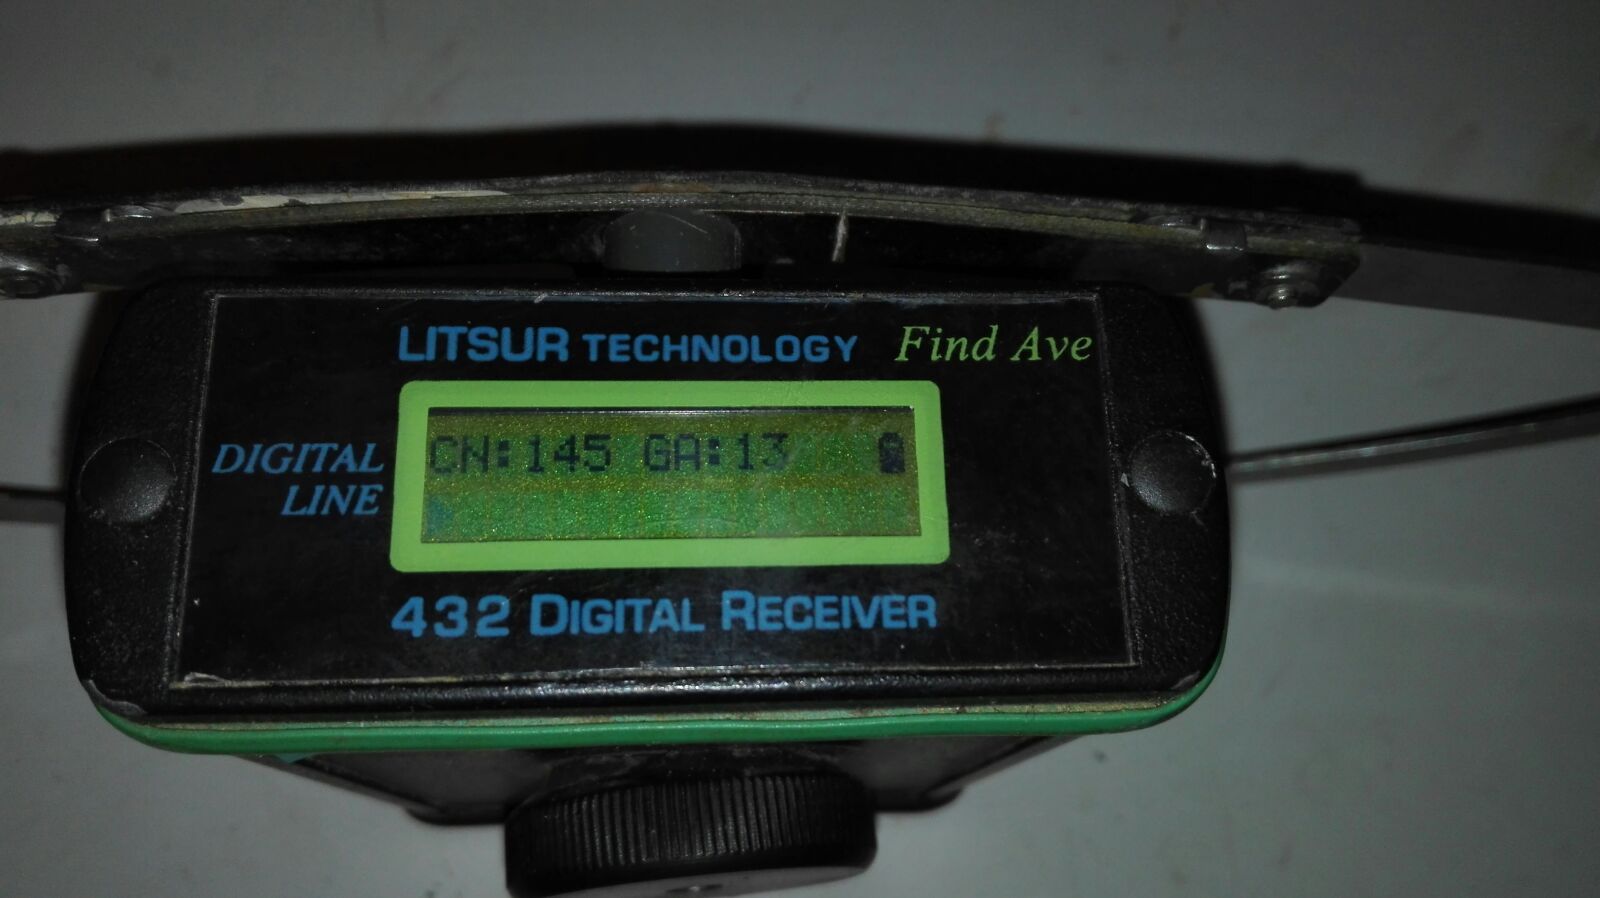 LITSUR TECHNOLOGY Find Ave
CN:145 GA:13
DIGITAL
LINE
432 DIGITAL RECEIVER